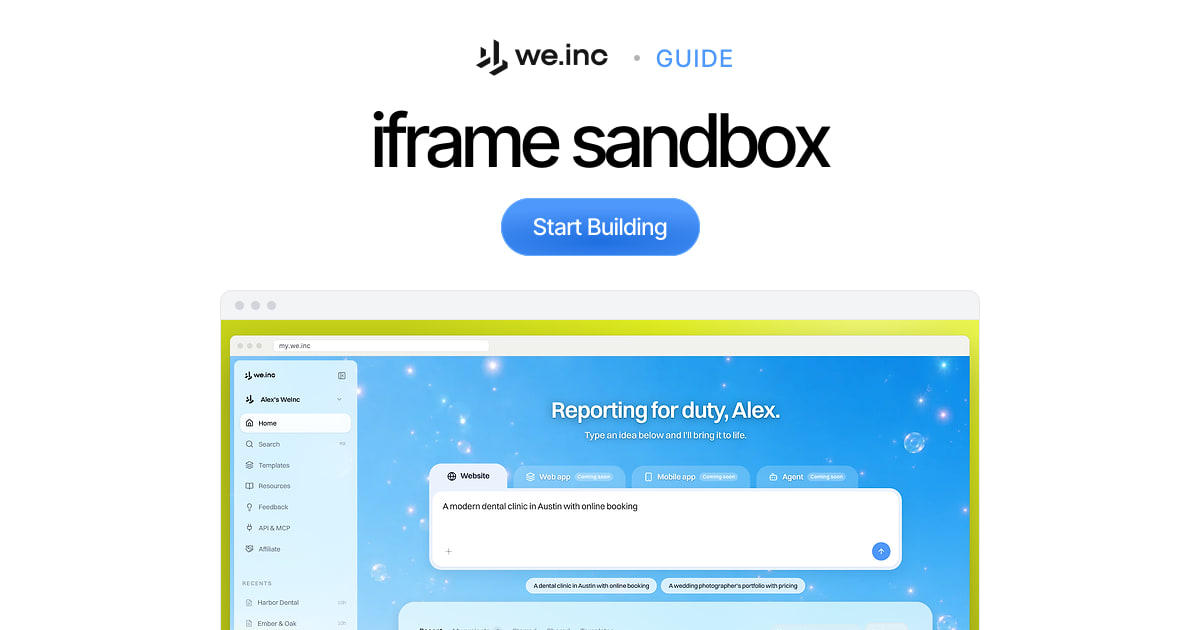 we.inc • GUIDE
iframe sandbox
Start Building
my.we.inc
we.inc
Alex's WeInc
Home
Search
Templates
Resources
Feedback
API & MCP
Affiliate
RECENTS
Harbor Dental
Ember & Oak
Reporting for duty, Alex.
Type an idea below and I'll bring it to life.
Website
Web app Coming soon
Mobile app Coming soon
Agent Coming soon
A modern dental clinic in Austin with online booking
A dental clinic in Austin with online booking
A wedding photographer's portfolio with pricing